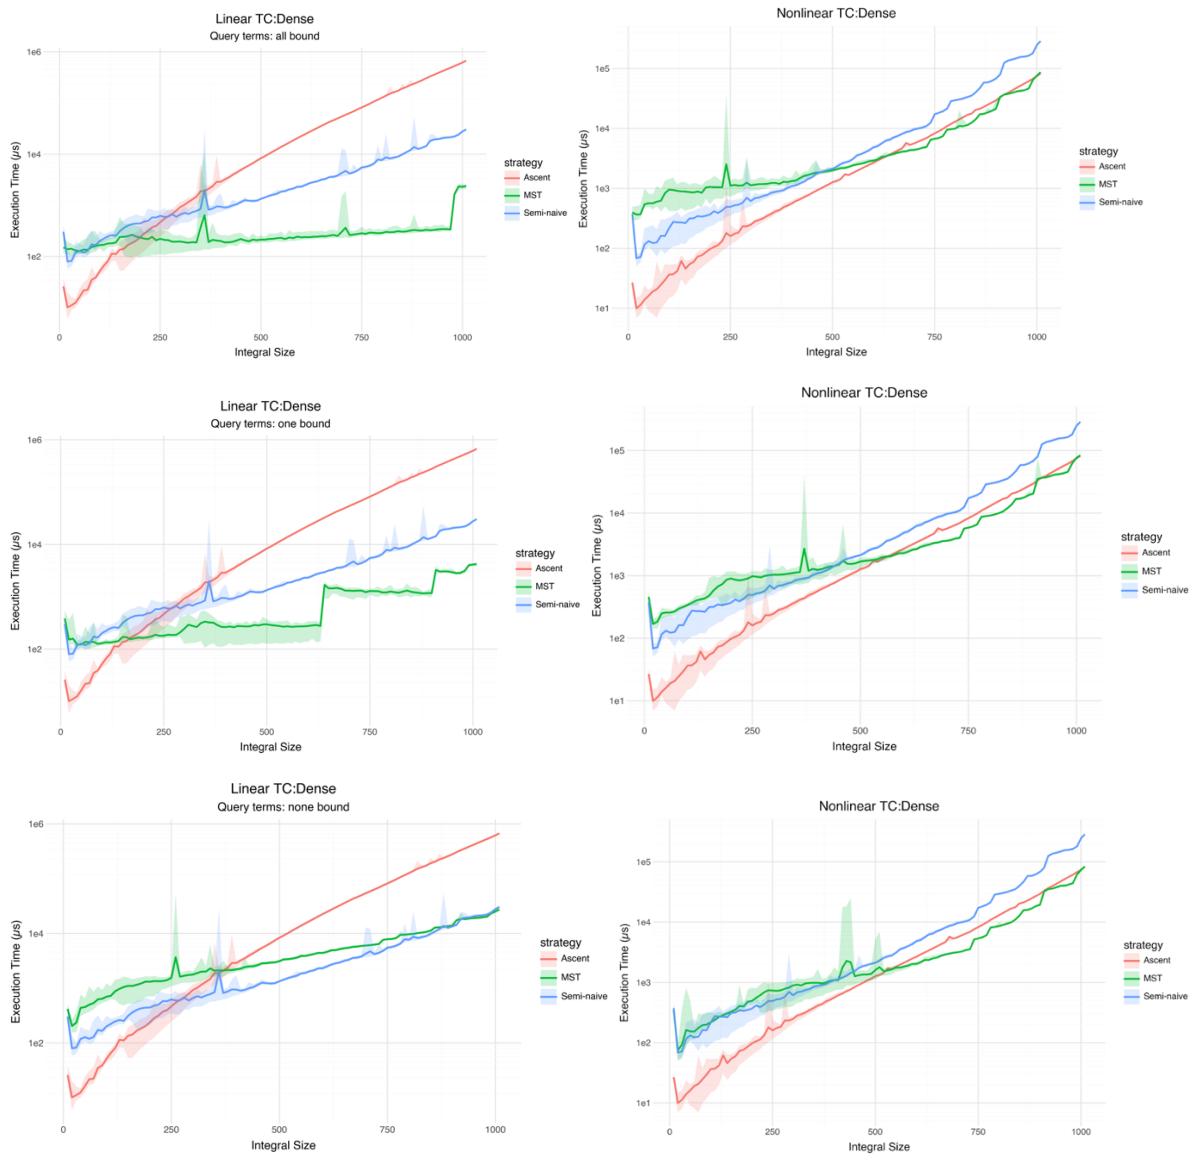 Linear TC:Dense
Query terms: all bound
1e6
1e4
1e2
Execution Time (µs)
0
250
500
750
1000
Integral Size
strategy
Ascent
MST
Semi-naive
Nonlinear TC:Dense
1e5
1e4
1e3
1e2
1e1
Execution Time (µs)
0
250
500
750
1000
Integral Size
strategy
Ascent
MST
Semi-naive
Linear TC:Dense
Query terms: one bound
1e6
1e4
1e2
Execution Time (µs)
0
250
500
750
1000
Integral Size
strategy
Ascent
MST
Semi-naive
Nonlinear TC:Dense
1e5
1e4
1e3
1e2
1e1
Execution Time (µs)
0
250
500
750
1000
Integral Size
strategy
Ascent
MST
Semi-naive
Linear TC:Dense
Query terms: none bound
1e6
1e4
1e2
Execution Time (µs)
0
250
500
750
1000
Integral Size
strategy
Ascent
MST
Semi-naive
Nonlinear TC:Dense
1e5
1e4
1e3
1e2
1e1
Execution Time (µs)
0
250
500
750
1000
Integral Size
strategy
Ascent
MST
Semi-naive